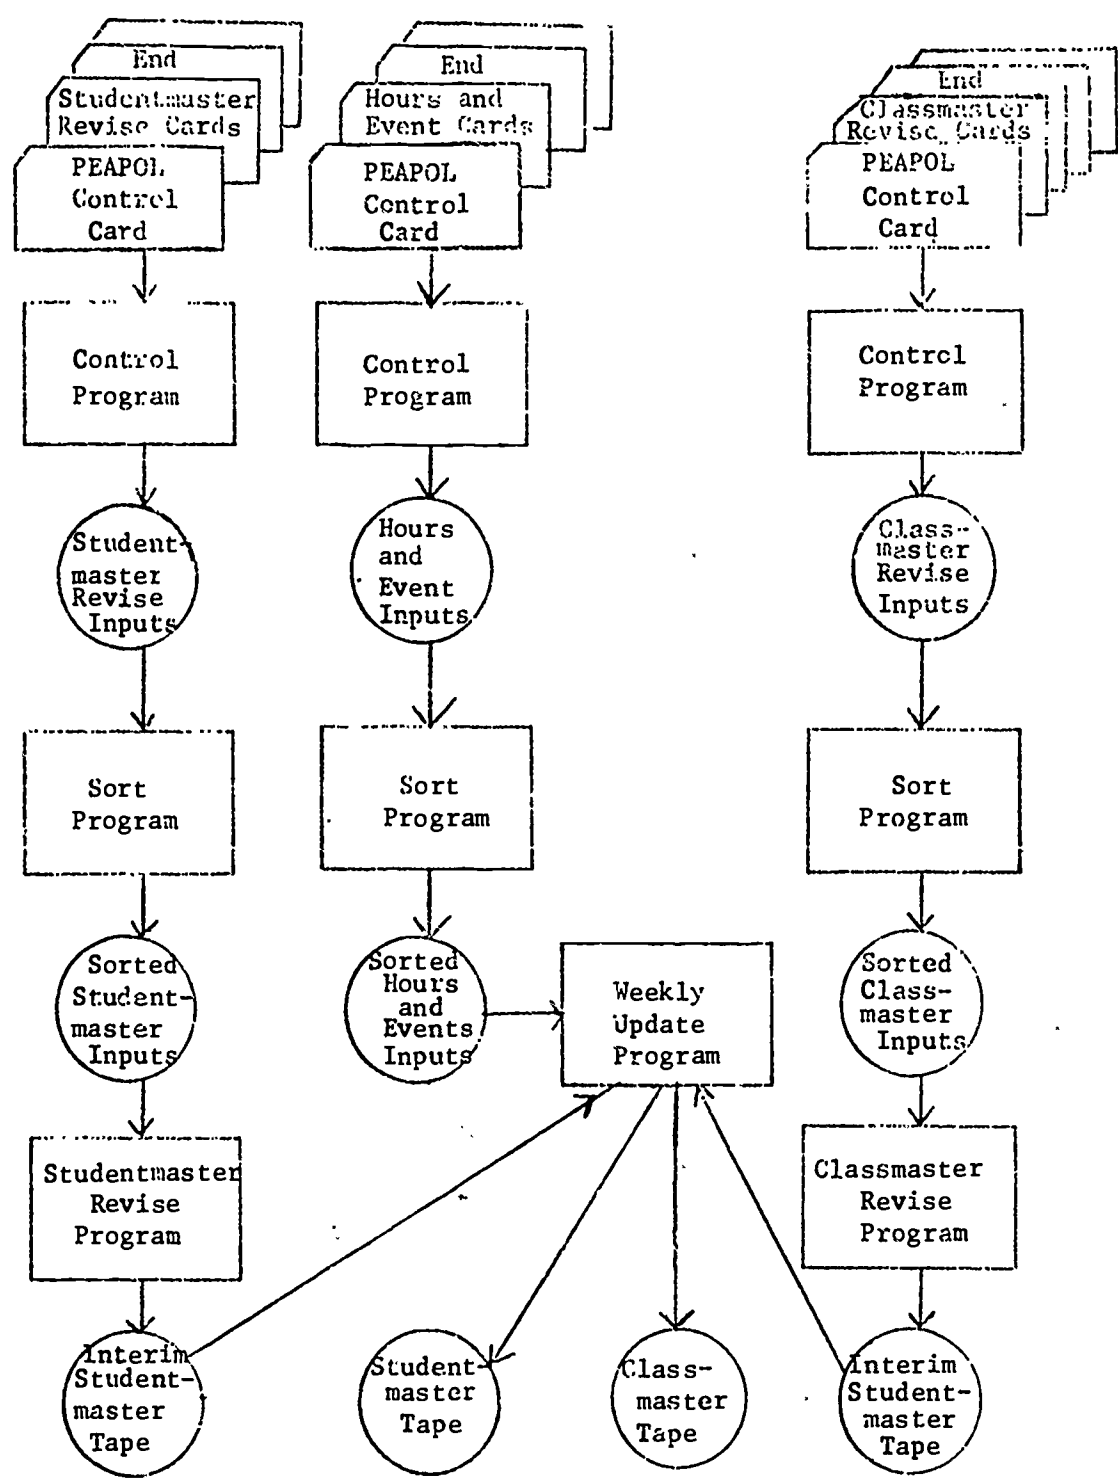 End
Studentmaster
Revise Cards
PEAPOL
Control
Card
End
Hours and
Event Cards
PEAPOL
Control
Card
End
Classmaster
Revise Cards
PEAPOL
Control
Card
Control
Program
Control
Program
Control
Program
Student-
master
Revise
Inputs
Hours
and
Event
Inputs
Class-
master
Revise
Inputs
Sort
Program
Sort
Program
Sort
Program
Sorted
Student-
master
Inputs
Sorted
Hours
and
Events
Inputs
Weekly
Update
Program
Sorted
Class-
master
Inputs
Studentmaster
Revise
Program
Classmaster
Revise
Program
Interim
Student-
master
Tape
Student-
master
Tape
Class-
master
Tape
Interim
Student-
master
Tape